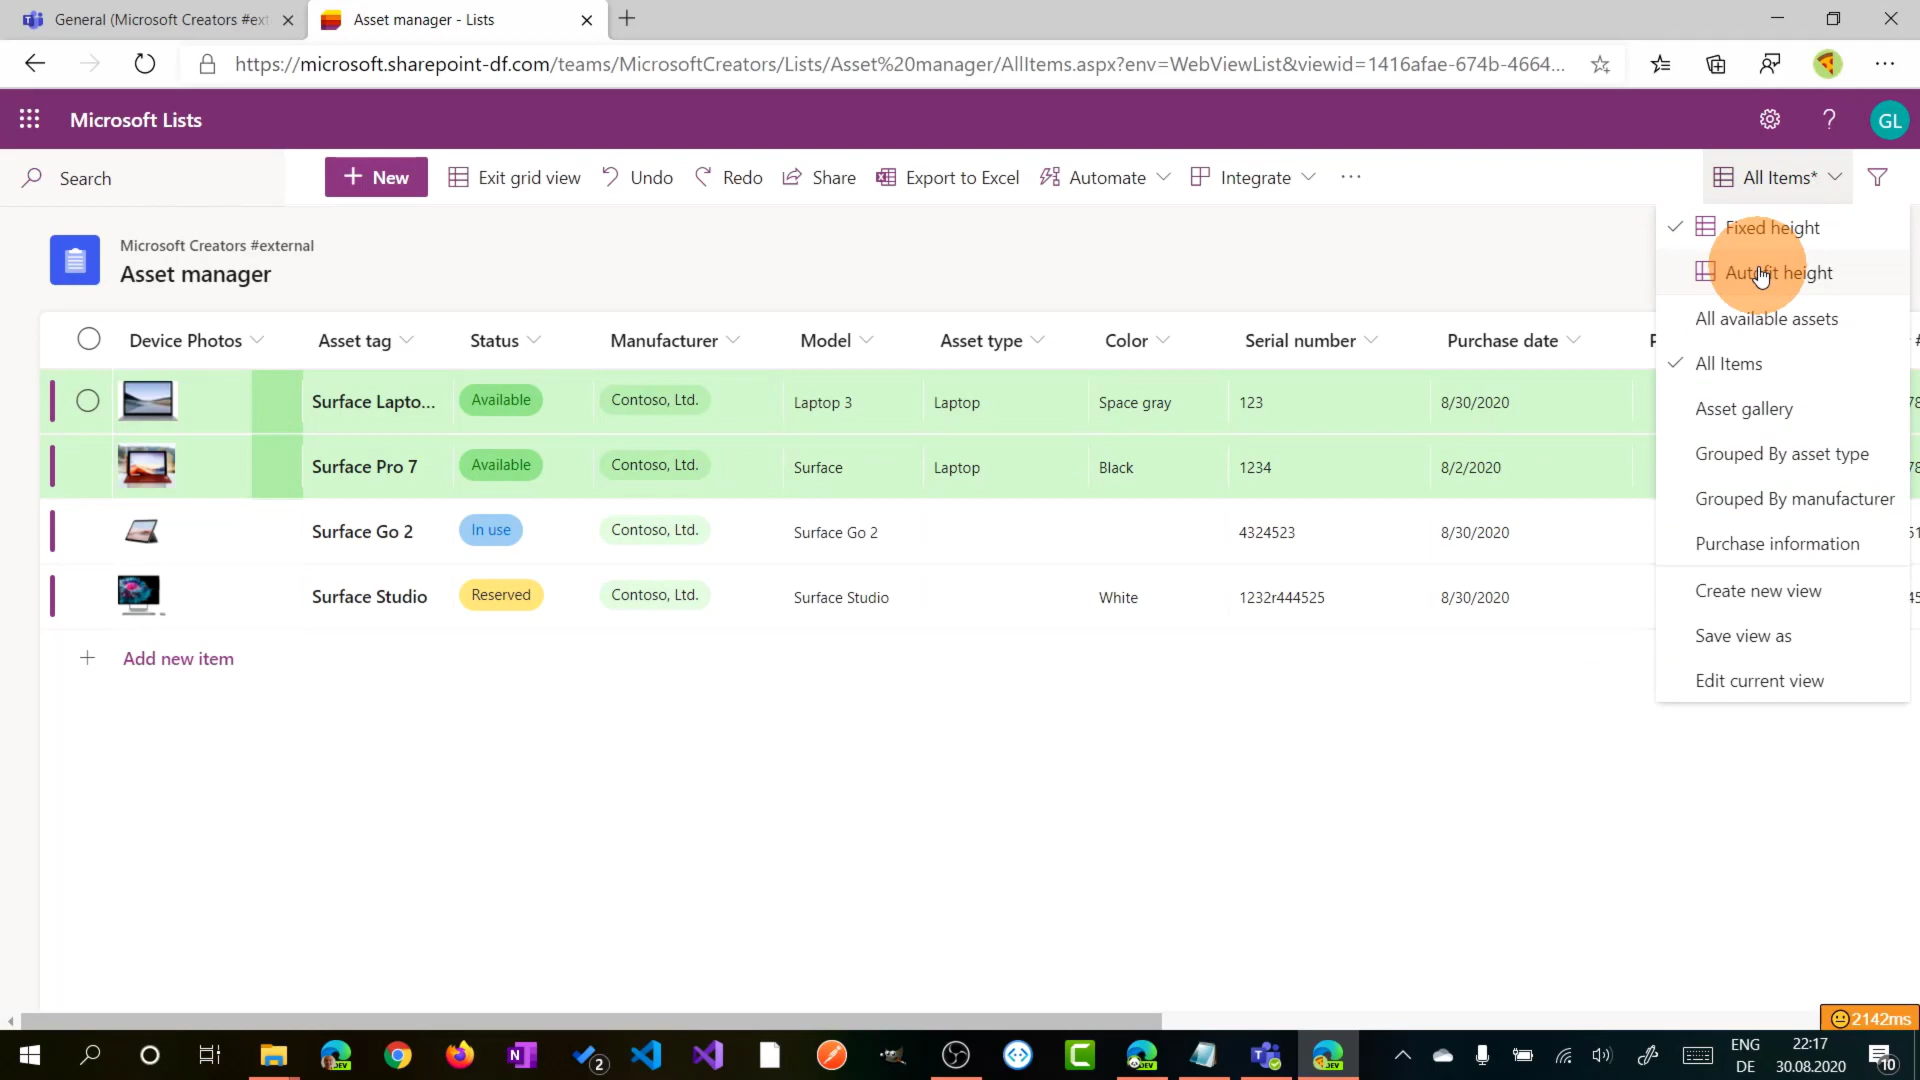 General (Microsoft Creators #ext
Asset manager - Lists
https://microsoft.sharepoint-df.com/teams/MicrosoftCreators/Lists/Asset%20manager/AllItems.aspx?env=WebViewList&viewid=1416afae-674b-4664...
Microsoft Lists
GL
Search
New
Exit grid view
Undo
Redo
Share
Export to Excel
Automate
Integrate
All Items*
Microsoft Creators #external
Asset manager
Fixed height
Autofit height
All available assets
All Items
Asset gallery
Grouped By asset type
Grouped By manufacturer
Purchase information
Create new view
Save view as
Edit current view
Device Photos Asset tag Status Manufacturer Model Asset type Color Serial number Purchase date
Surface Lapto... Available Contoso, Ltd. Laptop 3 Laptop Space gray 123 8/30/2020
Surface Pro 7 Available Contoso, Ltd. Surface Laptop Black 1234 8/2/2020
Surface Go 2 In use Contoso, Ltd. Surface Go 2 4324523 8/30/2020
Surface Studio Reserved Contoso, Ltd. Surface Studio White 1232r444525 8/30/2020
Add new item
2142ms
ENG
DE
22:17
30.08.2020
10
2